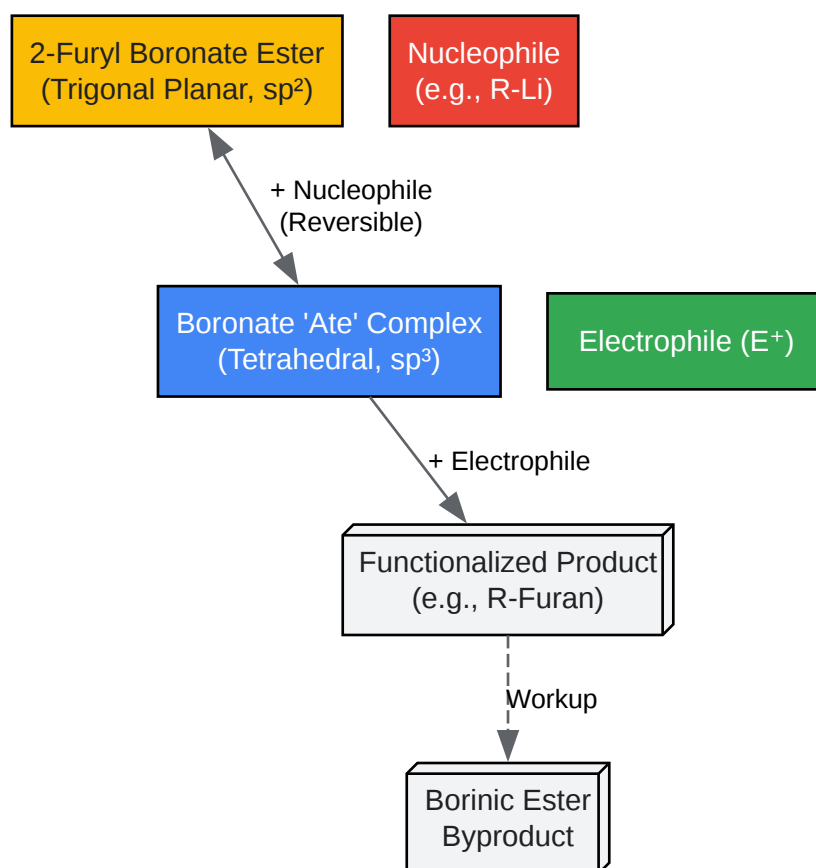 2-Furyl Boronate Ester
(Trigonal Planar, sp²)
Nucleophile
(e.g., R-Li)
+ Nucleophile
(Reversible)
Boronate 'Ate' Complex
(Tetrahedral, sp³)
Electrophile (E⁺)
+ Electrophile
Functionalized Product
(e.g., R-Furan)
Workup
Borinic Ester
Byproduct